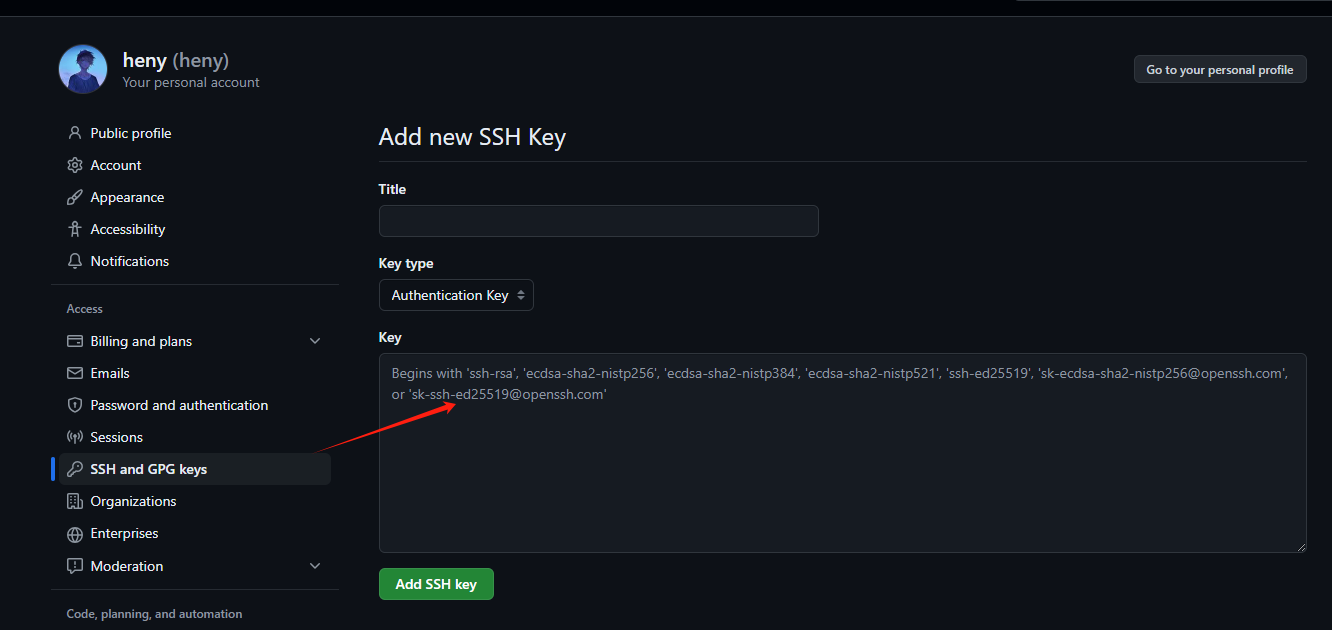 heny (heny)
Your personal account
Go to your personal profile
Public profile
Account
Appearance
Accessibility
Notifications
Access
Billing and plans
Emails
Password and authentication
Sessions
SSH and GPG keys
Organizations
Enterprises
Moderation
Code, planning, and automation
Add new SSH Key
Title
Key type
Authentication Key
Key
Begins with 'ssh-rsa', 'ecdsa-sha2-nistp256', 'ecdsa-sha2-nistp384', 'ecdsa-sha2-nistp521', 'ssh-ed25519', 'sk-ecdsa-sha2-nistp256@openssh.com',
or 'sk-ssh-ed25519@openssh.com'
Add SSH key